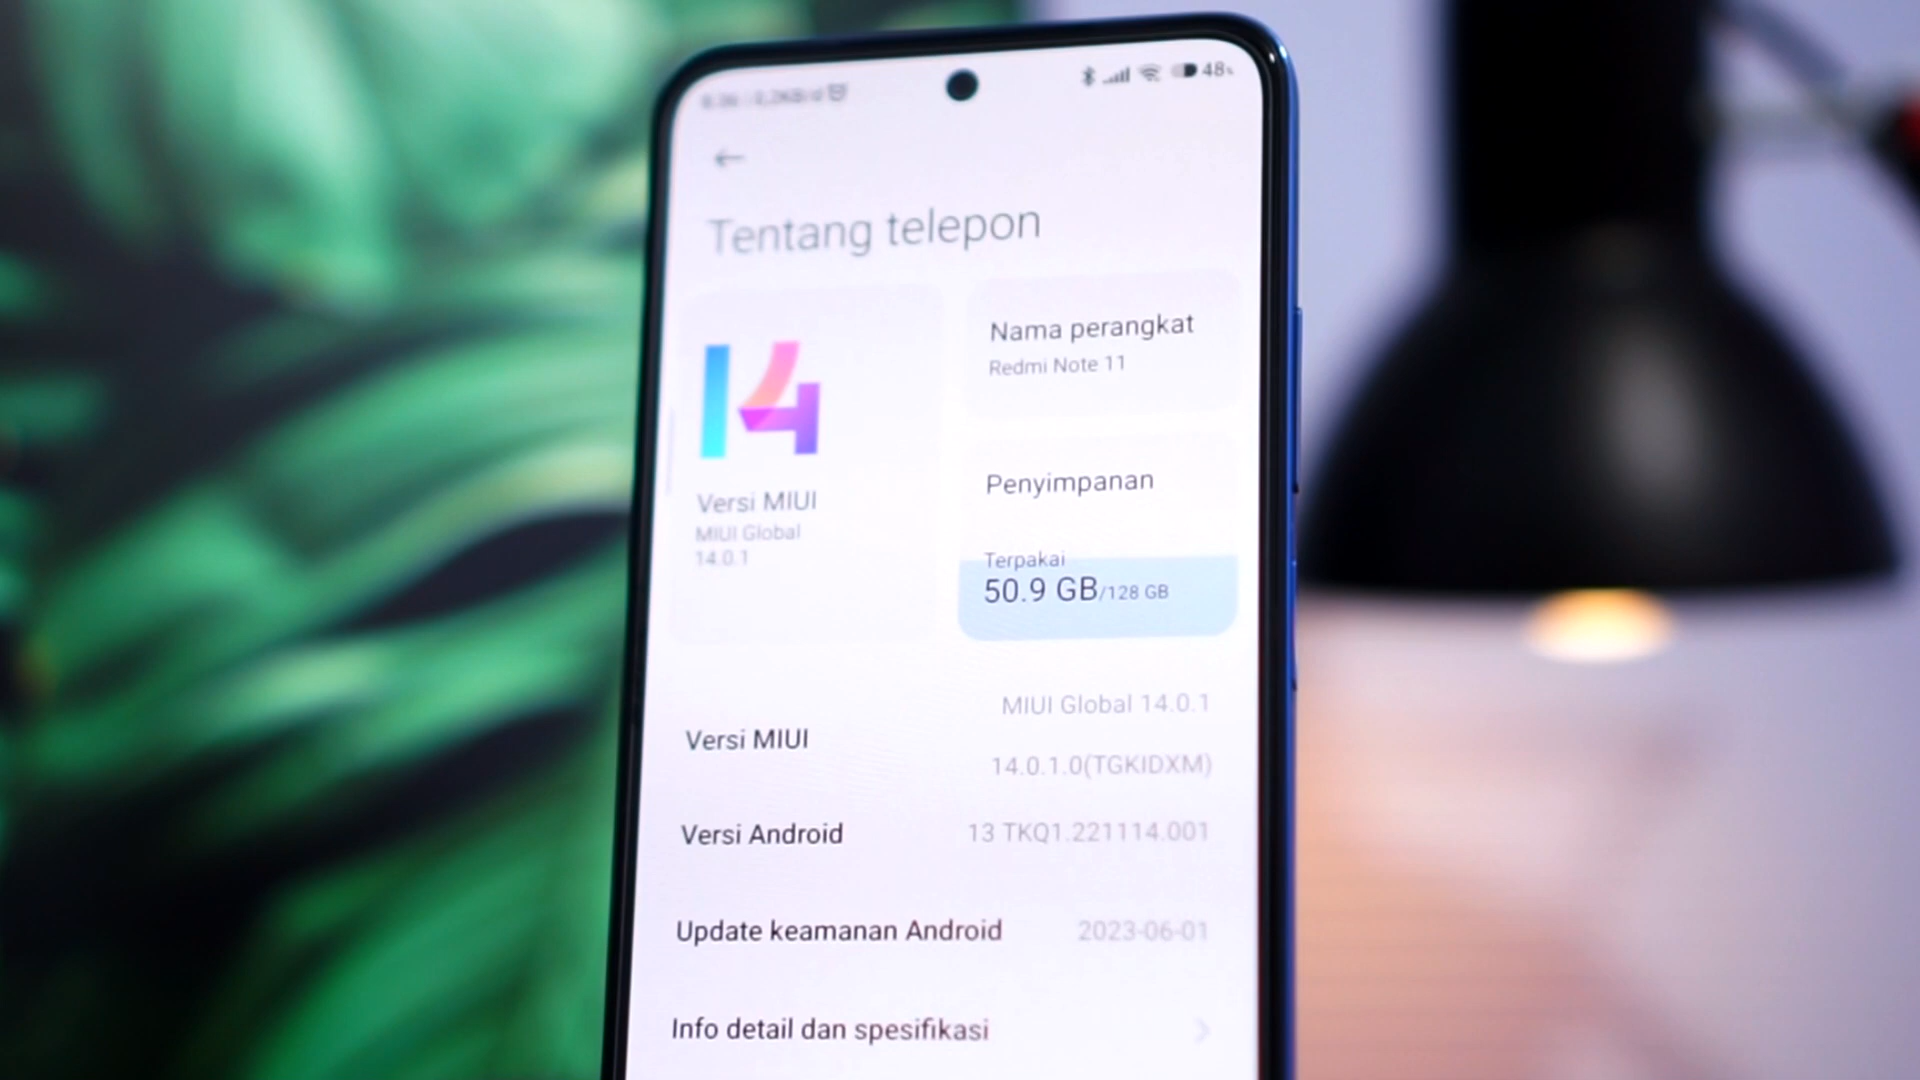 48%
Tentang telepon
14
Versi MIUI
MIUI Global
14.0.1
Nama perangkat
Redmi Note 11
Penyimpanan
Terpakai
50.9 GB/128 GB
Versi MIUI
MIUI Global 14.0.1
14.0.1.0(TGKIDXM)
Versi Android
13 TKQ1.221114.001
Update keamanan Android
2023-06-01
Info detail dan spesifikasi